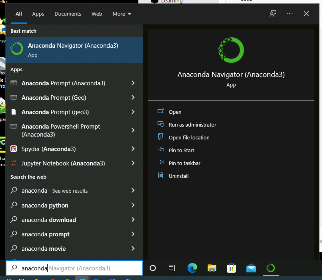 Learning
All Apps Documents Web More
Best match
Anaconda Navigator (Anaconda3)
App
Apps
Anaconda Prompt (Anaconda3)
Anaconda Prompt (Geo)
Anaconda Prompt (geo3)
Anaconda Powershell Prompt
(Anaconda3)
Spyder (Anaconda3)
Jupyter Notebook (Anaconda3)
Search the web
anaconda - See web results
anaconda python
anaconda download
anaconda prompt
anaconda movie
anaconda Navigator (Anaconda3)
Anaconda Navigator (Anaconda3)
App
Open
Run as administrator
Open file location
Pin to Start
Pin to taskbar
Uninstall